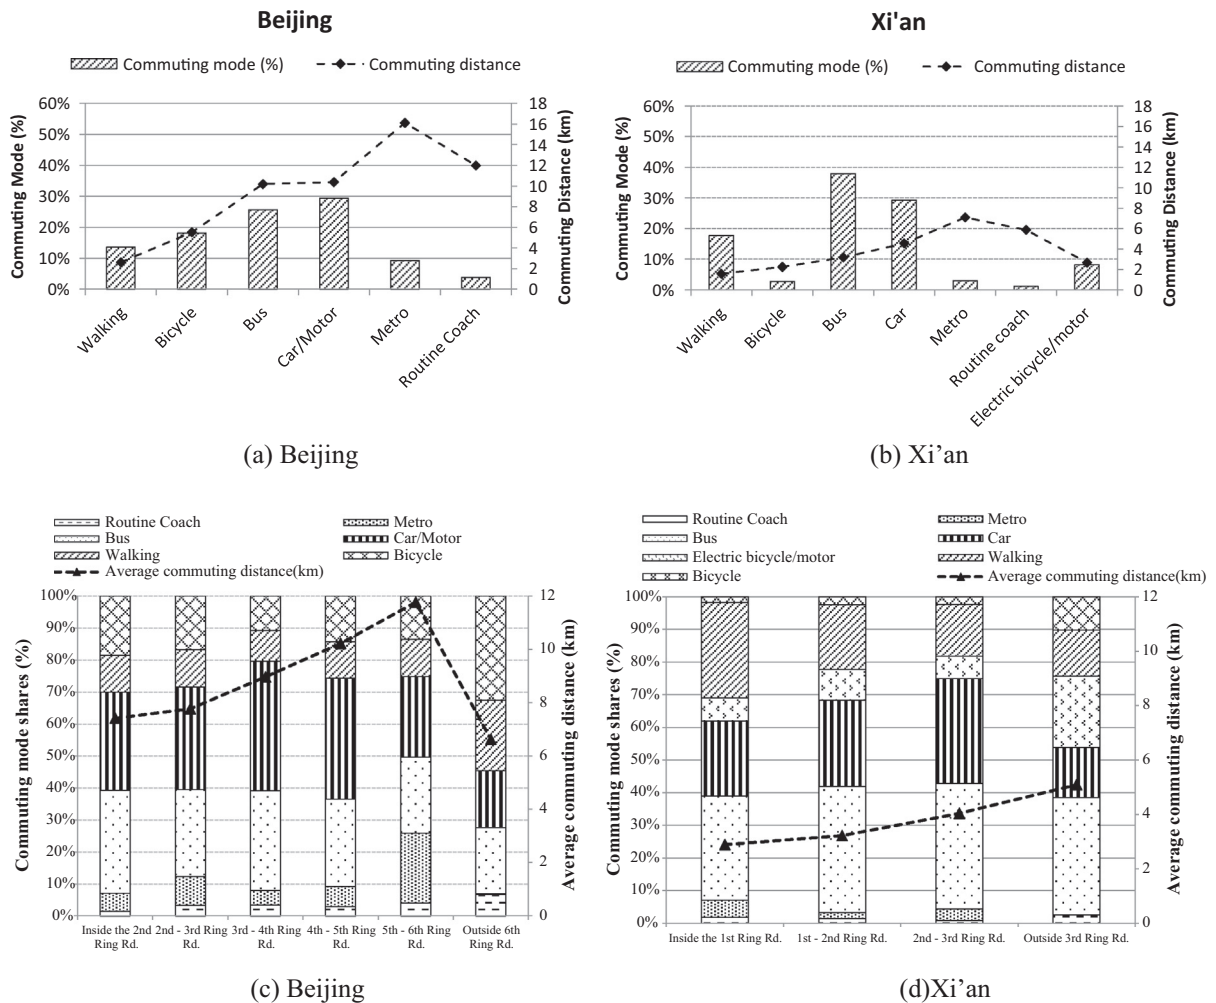 Beijing
Commuting mode (%)
Commuting distance
Commuting Mode (%)
60%
50%
40%
30%
20%
10%
0%
18
16
14
12
10
8
6
4
2
0
Commuting Distance (km)
Walking
Bicycle
Bus
Car/Motor
Metro
Routine Coach
(a) Beijing
Xi'an
Commuting mode (%)
Commuting distance
Commuting Mode (%)
60%
50%
40%
30%
20%
10%
0%
18
16
14
12
10
8
6
4
2
0
Commuting Distance (km)
Walking
Bicycle
Bus
Car
Metro
Routine coach
Electric bicycle/motor
(b) Xi’an
Routine Coach
Metro
Bus
Car/Motor
Walking
Bicycle
Average commuting distance(km)
Commuting mode shares (%)
100%
90%
80%
70%
60%
50%
40%
30%
20%
10%
0%
12
10
8
6
4
2
0
Average commuting distance (km)
Inside the 2nd
Ring Rd.
2nd - 3rd Ring
Rd.
3rd - 4th Ring
Rd.
4th - 5th Ring
Rd.
5th - 6th Ring
Rd.
Outside 6th
Ring Rd.
(c) Beijing
Routine Coach
Metro
Bus
Car
Electric bicycle/motor
Walking
Bicycle
Average commuting distance(km)
Commuting mode shares (%)
100%
90%
80%
70%
60%
50%
40%
30%
20%
10%
0%
12
10
8
6
4
2
0
Average commuting distance (km)
Inside the 1st Ring Rd.
1st - 2nd Ring Rd.
2nd - 3rd Ring Rd.
Outside 3rd Ring Rd.
(d)Xi’an